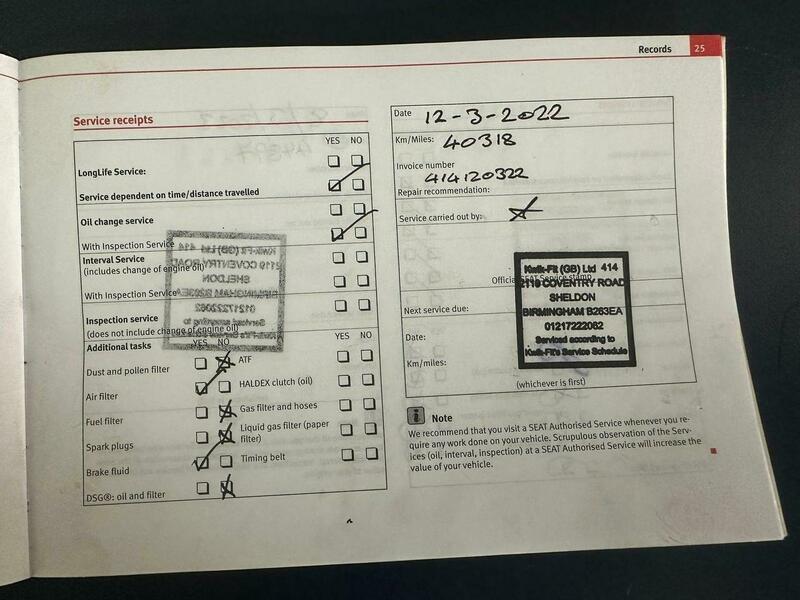 Records 25
Service receipts
YES NO
LongLife Service:
Service dependent on time/distance travelled
Oil change service
With Inspection Service
Interval Service
(includes change of engine oil)
With Inspection Service
Inspection service
(does not include change of engine oil)
Additional tasks
YES NO
YES NO
Dust and pollen filter
ATF
Air filter
HALDEX clutch (oil)
Fuel filter
Gas filter and hoses
Spark plugs
Liquid gas filter (paper
filter)
Brake fluid
Timing belt
DSG®: oil and filter
Date 12-3-2022
Km/Miles: 40318
Invoice number
414120322
Repair recommendation:
Service carried out by:
Official SEAT Service stamp
Kwik-Fit (GB) Ltd 414
2119 COVENTRY ROAD
SHELDON
BIRMINGHAM B263EA
01217222062
Serviced according to
Kwik-Fit's Service Schedule
Next service due:
Date:
Km/miles:
(whichever is first)
i Note
We recommend that you visit a SEAT Authorised Service whenever you re-
quire any work done on your vehicle. Scrupulous observation of the Serv-
ices (oil, interval, inspection) at a SEAT Authorised Service will increase the
value of your vehicle.